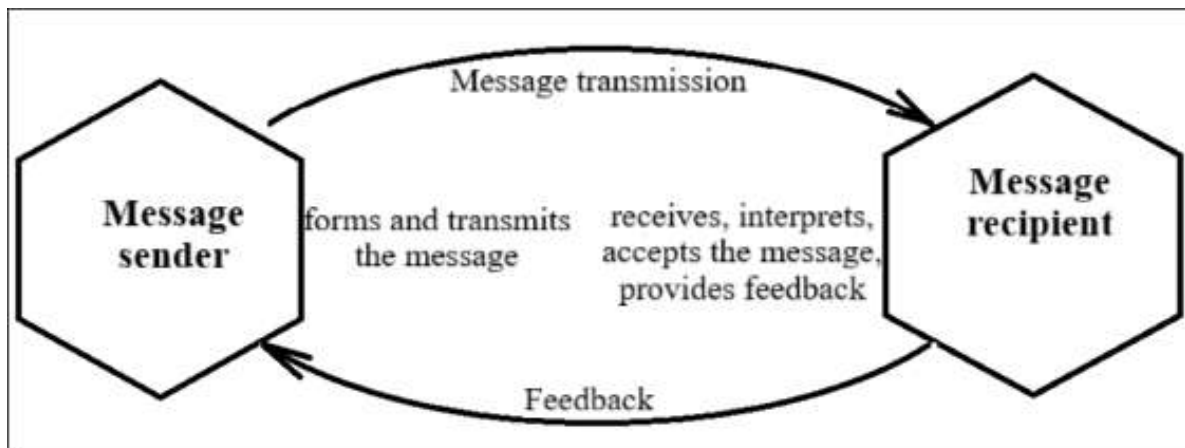 Message transmission
Message
sender
forms and transmits
the message
receives, interprets,
accepts the message,
provides feedback
Message
recipient
Feedback